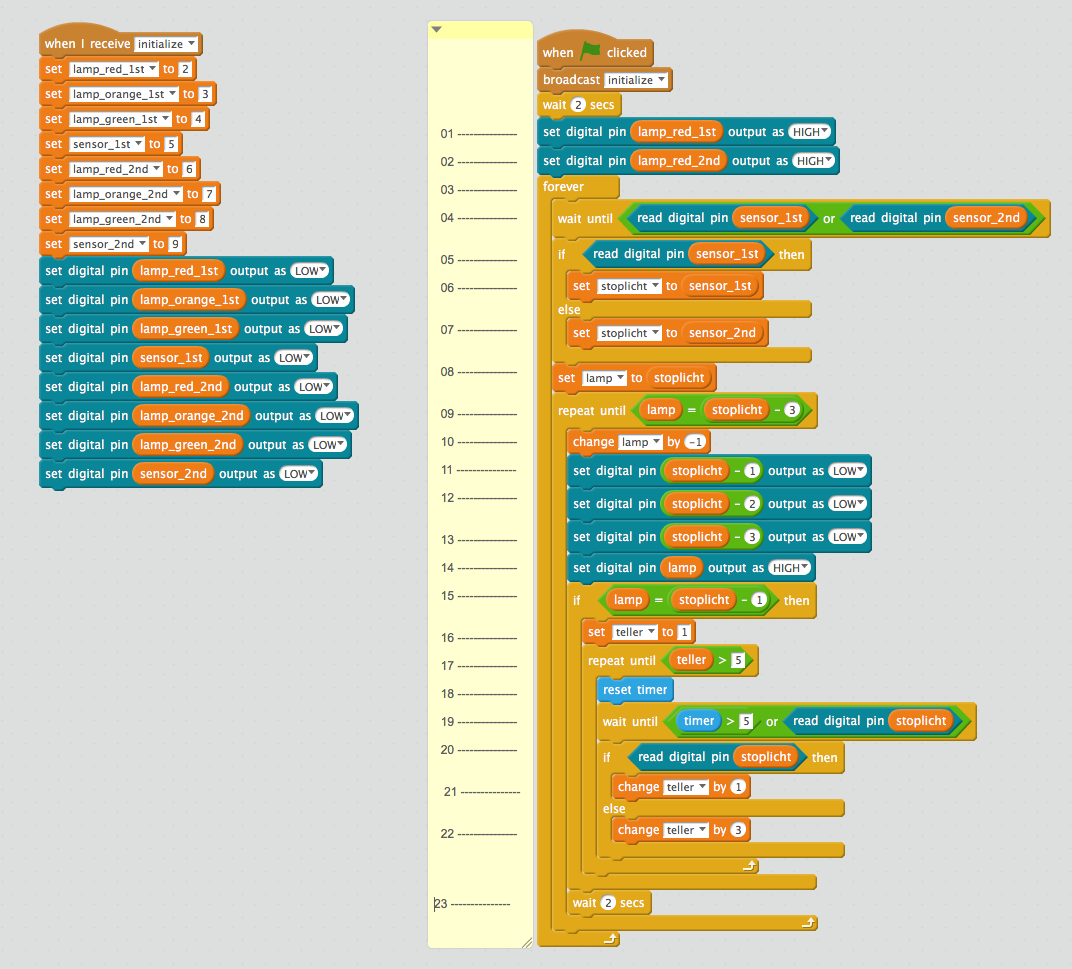 when I receive initialize
set lamp_red_1st to 2
set lamp_orange_1st to 3
set lamp_green_1st to 4
set sensor_1st to 5
set lamp_red_2nd to 6
set lamp_orange_2nd to 7
set lamp_green_2nd to 8
set sensor_2nd to 9
set digital pin lamp_red_1st output as LOW
set digital pin lamp_orange_1st output as LOW
set digital pin lamp_green_1st output as LOW
set digital pin sensor_1st output as LOW
set digital pin lamp_red_2nd output as LOW
set digital pin lamp_orange_2nd output as LOW
set digital pin lamp_green_2nd output as LOW
set digital pin sensor_2nd output as LOW
01 ---------------
02 ---------------
03 ---------------
04 ---------------
05 ---------------
06 ---------------
07 ---------------
08 ---------------
09 ---------------
10 ---------------
11 ---------------
12 ---------------
13 ---------------
14 ---------------
15 ---------------
16 ---------------
17 ---------------
18 ---------------
19 ---------------
20 ---------------
21 ---------------
22 ---------------
23 ---------------
when clicked
broadcast initialize
wait 2 secs
set digital pin lamp_red_1st output as HIGH
set digital pin lamp_red_2nd output as HIGH
forever
wait until read digital pin sensor_1st or read digital pin sensor_2nd
if read digital pin sensor_1st then
set stoplicht to sensor_1st
else
set stoplicht to sensor_2nd
set lamp to stoplicht
repeat until lamp = stoplicht - 3
change lamp by -1
set digital pin stoplicht - 1 output as LOW
set digital pin stoplicht - 2 output as LOW
set digital pin stoplicht - 3 output as LOW
set digital pin lamp output as HIGH
if lamp = stoplicht - 1 then
set teller to 1
repeat until teller > 5
reset timer
wait until timer > 5 or read digital pin stoplicht
if read digital pin stoplicht then
change teller by 1
else
change teller by 3
wait 2 secs